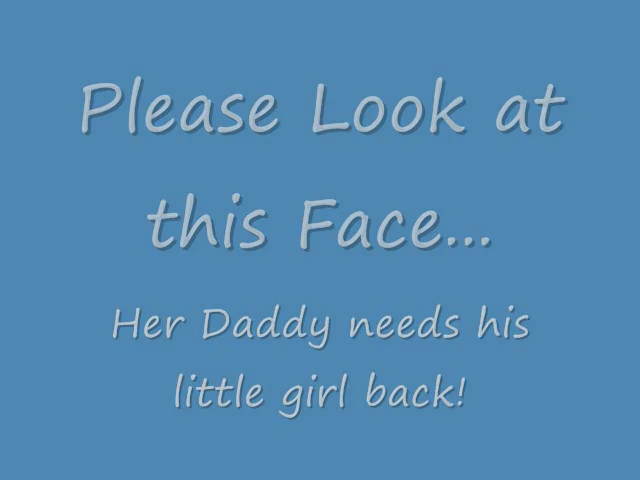 Please Look at
this Face...
Her Daddy needs his
little girl back!